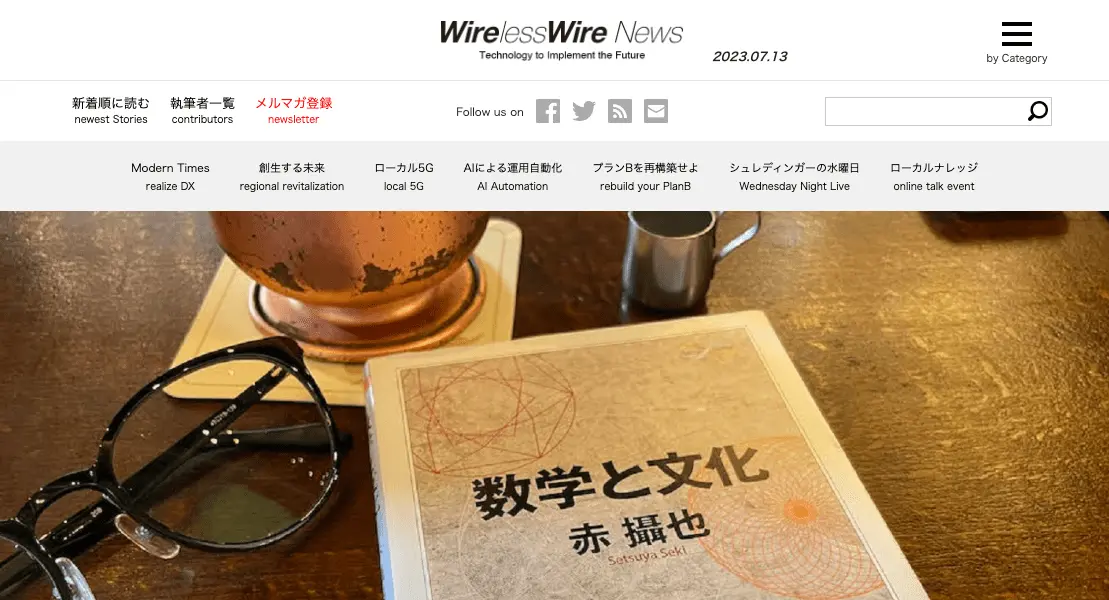 WirelessWire News
Technology to Implement the Future
2023.07.13
by Category
新着順に読む
newest Stories
執筆者一覧
contributors
メルマガ登録
newsletter
Follow us on
Modern Times
realize DX
創生する未来
regional revitalization
ローカル5G
local 5G
AIによる運用自動化
AI Automation
プランBを再構築せよ
rebuild your PlanB
シュレディンガーの水曜日
Wednesday Night Live
ローカルナレッジ
online talk event
数学と文化
赤 攝也
Setsuya Seki